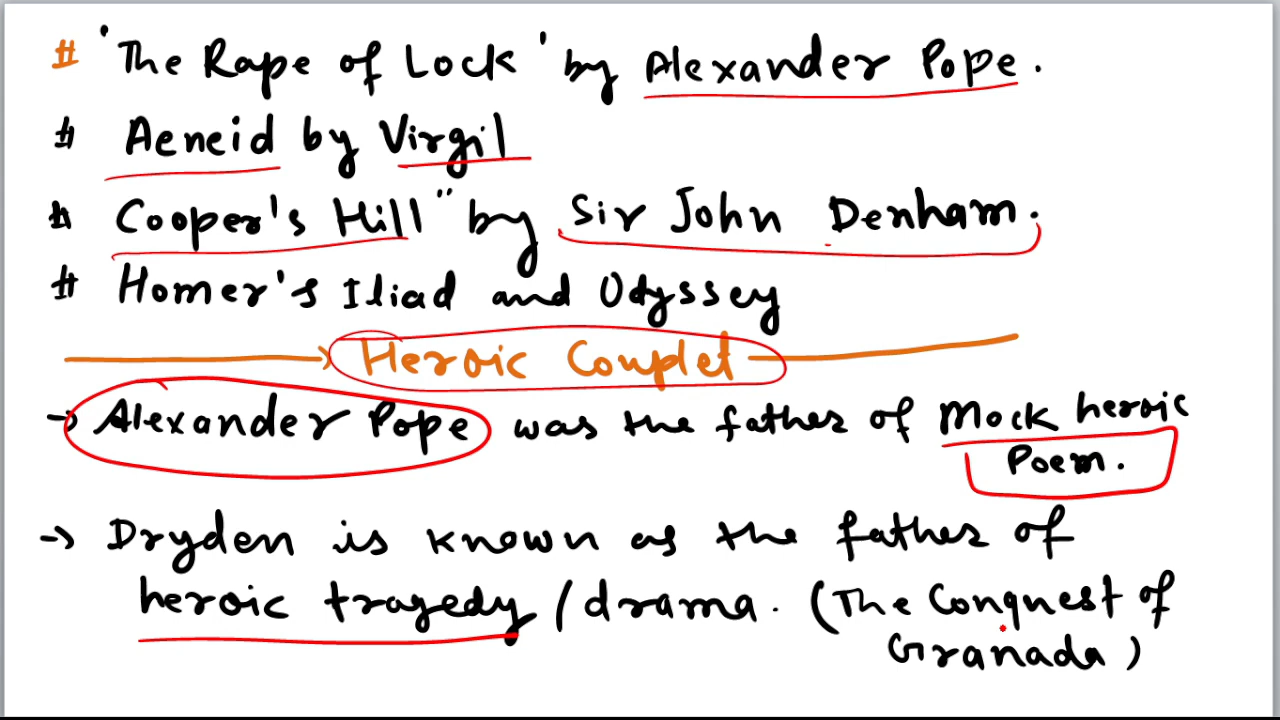 # 'The Rape of Lock' by Alexander Pope.
# Aeneid by Virgil
# Cooper's Hill" by Sir John Denham.
# Homer's Iliad and Odyssey
→ Heroic Couplet
→ Alexander Pope was the father of Mock heroic
Poem.
→ Dryden is known as the father of
heroic tragedy / drama. (The Conquest of
Granada)